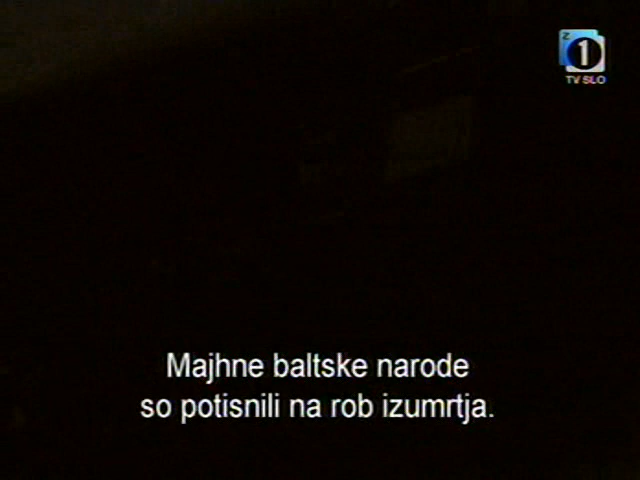 Z
1
TV SLO
Majhne baltske narode
so potisnili na rob izumrtja.